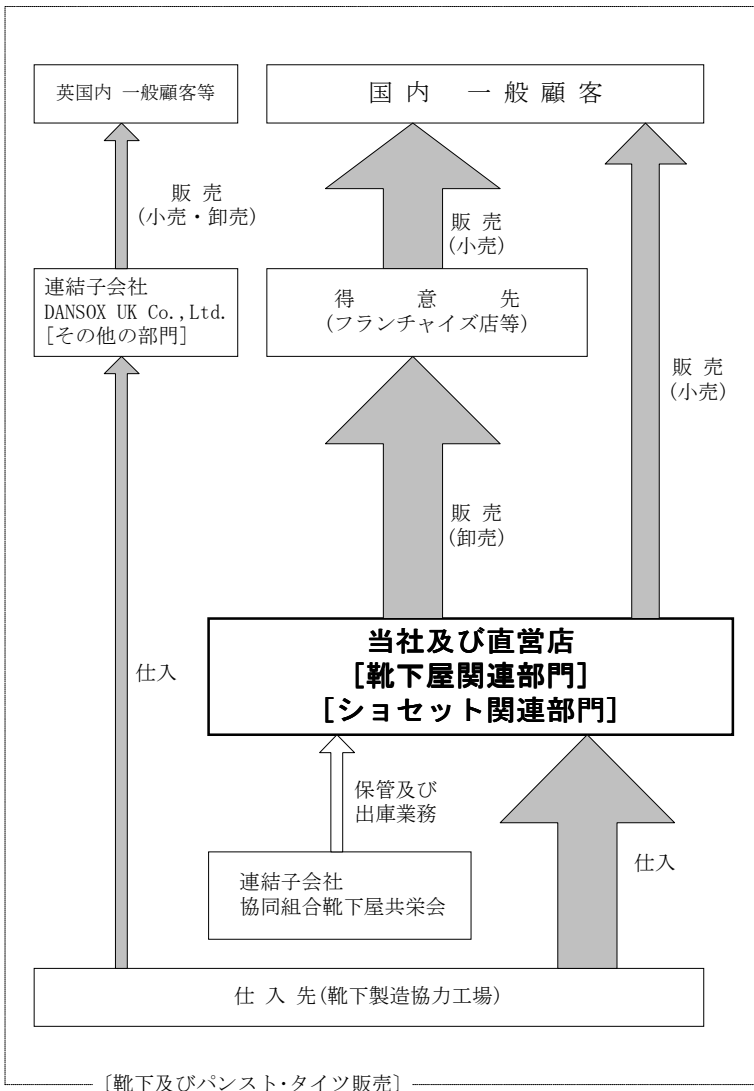 英国内 一般顧客等
国 内 一 般 顧 客
販 売
(小売・卸売)
販 売
(小売)
連結子会社
DANSOX UK Co.,Ltd.
[その他の部門]
得 意 先
(フランチャイズ店等)
販 売
(小売)
販 売
(卸売)
当社及び直営店
[靴下屋関連部門]
[ショセット関連部門]
仕入
保管及び
出庫業務
連結子会社
協同組合靴下屋共栄会
仕入
仕 入 先(靴下製造協力工場)
[靴下及びパンスト・タイツ販売]